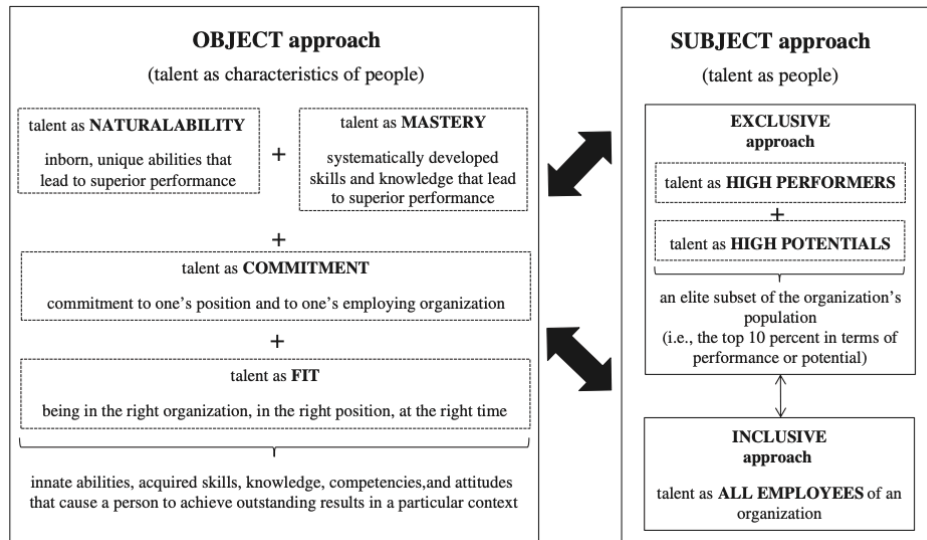 OBJECT approach
(talent as characteristics of people)
talent as NATURALABILITY
inborn, unique abilities that
lead to superior performance
+
talent as MASTERY
systematically developed
skills and knowledge that lead
to superior performance
+
talent as COMMITMENT
commitment to one's position and to one's employing organization
+
talent as FIT
being in the right organization, in the right position, at the right time
innate abilities, acquired skills, knowledge, competencies,and attitudes
that cause a person to achieve outstanding results in a particular context
SUBJECT approach
(talent as people)
EXCLUSIVE
approach
talent as HIGH PERFORMERS
+
talent as HIGH POTENTIALS
an elite subset of the organization's
population
(i.e., the top 10 percent in terms of
performance or potential)
INCLUSIVE
approach
talent as ALL EMPLOYEES of an
organization